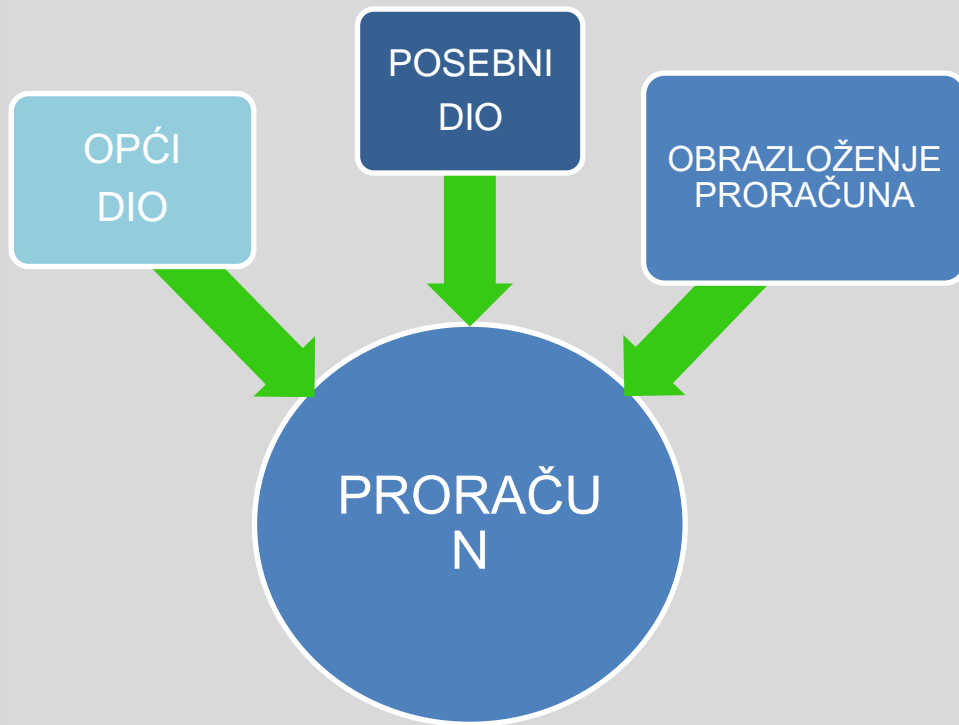 OPĆI
DIO
POSEBNI
DIO
OBRAZLOŽENJE
PRORAČUNA
PRORAČU
N